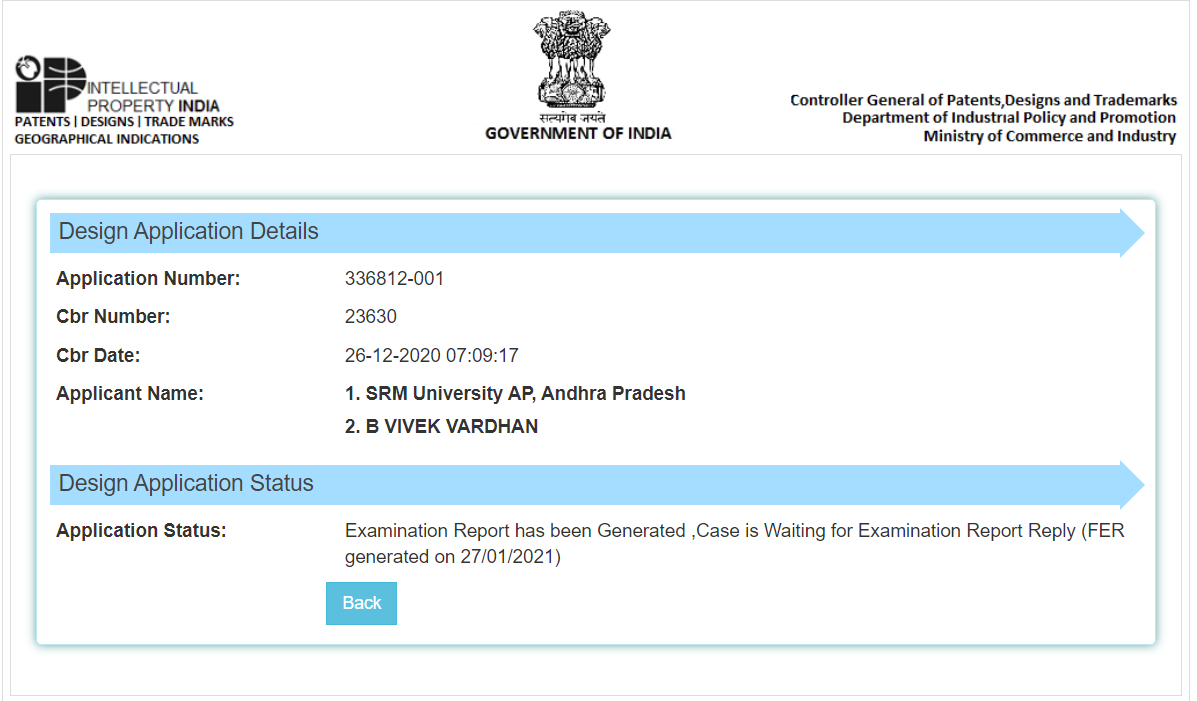 INTELLECTUAL
PROPERTY INDIA
PATENTS | DESIGNS | TRADE MARKS
GEOGRAPHICAL INDICATIONS
सत्यमेव जयते
GOVERNMENT OF INDIA
Controller General of Patents,Designs and Trademarks
Department of Industrial Policy and Promotion
Ministry of Commerce and Industry
Design Application Details
Application Number: 336812-001
Cbr Number: 23630
Cbr Date: 26-12-2020 07:09:17
Applicant Name: 1. SRM University AP, Andhra Pradesh
2. B VIVEK VARDHAN
Design Application Status
Application Status: Examination Report has been Generated ,Case is Waiting for Examination Report Reply (FER
generated on 27/01/2021)
Back